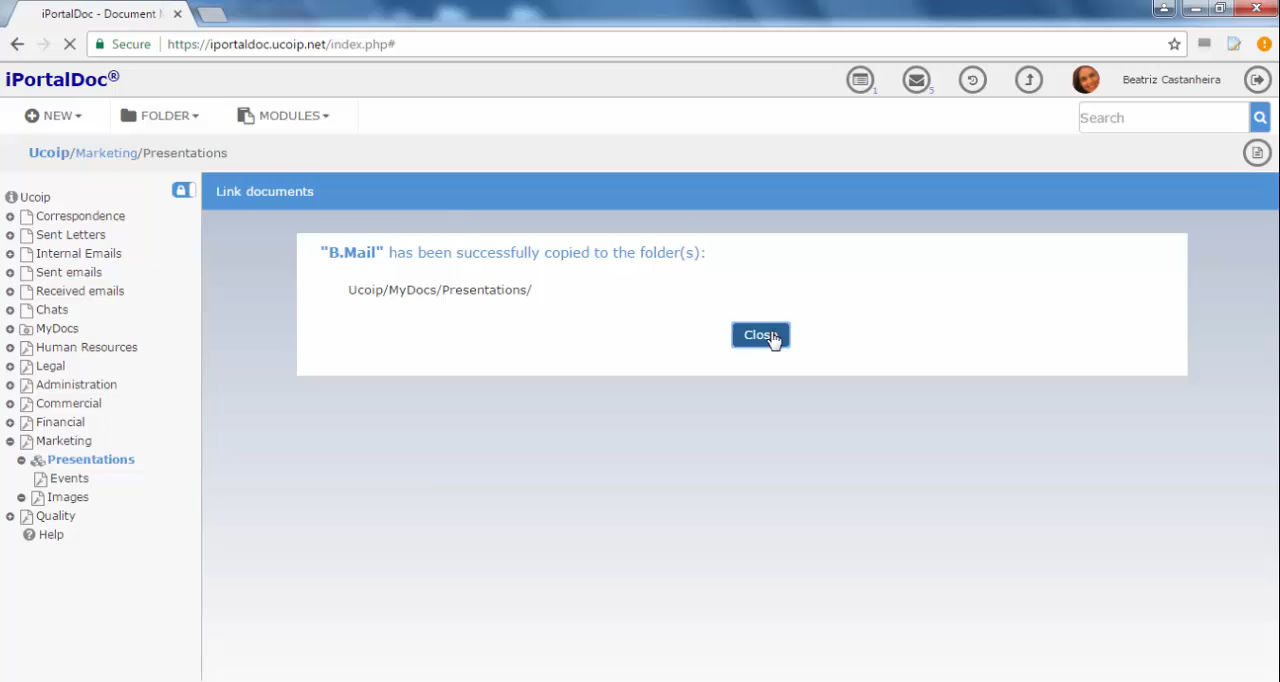 iPortalDoc - Document
Secure https://iportaldoc.ucoip.net/index.php#
iPortalDoc®
1
5
Beatriz Castanheira
NEW
FOLDER
MODULES
Search
Ucoip/Marketing/Presentations
Ucoip
Correspondence
Sent Letters
Internal Emails
Sent emails
Received emails
Chats
MyDocs
Human Resources
Legal
Administration
Commercial
Financial
Marketing
Presentations
Events
Images
Quality
Help
Link documents
"B.Mail" has been successfully copied to the folder(s):
Ucoip/MyDocs/Presentations/
Close